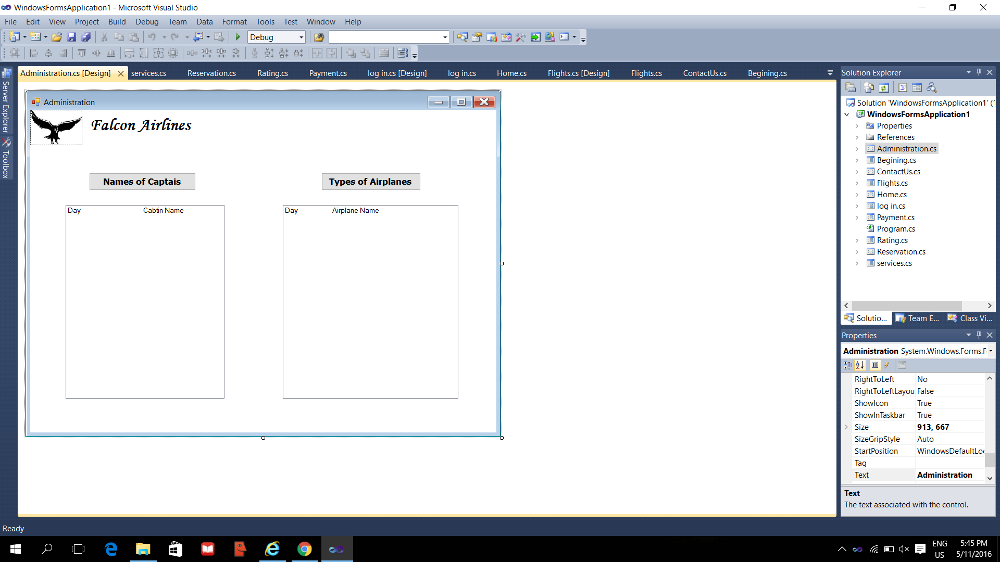 WindowsFormsApplication1 - Microsoft Visual Studio
File Edit View Project Build Debug Team Data Format Tools Test Window Help
Debug
Administration.cs [Design] services.cs Reservation.cs Rating.cs Payment.cs log in.cs [Design] log in.cs Home.cs Flights.cs [Design] Flights.cs ContactUs.cs Begining.cs
Server Explorer
Toolbox
Administration
Falcon Airlines
Names of Captais
Types of Airplanes
Day Cabtin Name
Day Airplane Name
Solution Explorer
Solution 'WindowsFormsApplication1' (1
WindowsFormsApplication1
Properties
References
Administration.cs
Begining.cs
ContactUs.cs
Flights.cs
Home.cs
log in.cs
Payment.cs
Program.cs
Rating.cs
Reservation.cs
services.cs
Solutio... Team E... Class Vi...
Properties
Administration System.Windows.Forms.F
RightToLeft No
RightToLeftLayou False
ShowIcon True
ShowInTaskbar True
Size 913, 667
SizeGripStyle Auto
StartPosition WindowsDefaultLoc
Tag
Text Administration
Text
The text associated with the control.
Ready
ENG
US
5:45 PM
5/11/2016